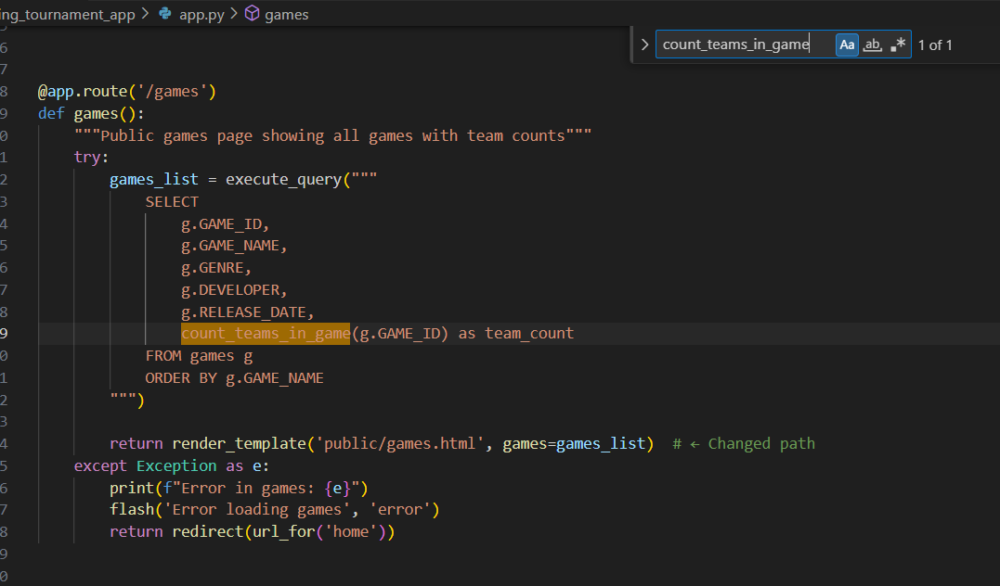 ing_tournament_app > app.py > games
count_teams_in_game Aa ab .* 1 of 1
6
7
8 @app.route('/games')
9 def games():
0 """Public games page showing all games with team counts"""
1 try:
2 games_list = execute_query("""
3 SELECT
4 g.GAME_ID,
5 g.GAME_NAME,
6 g.GENRE,
7 g.DEVELOPER,
8 g.RELEASE_DATE,
9 count_teams_in_game(g.GAME_ID) as team_count
0 FROM games g
1 ORDER BY g.GAME_NAME
2 """)
3
4 return render_template('public/games.html', games=games_list) # ← Changed path
5 except Exception as e:
6 print(f"Error in games: {e}")
7 flash('Error loading games', 'error')
8 return redirect(url_for('home'))
9
0